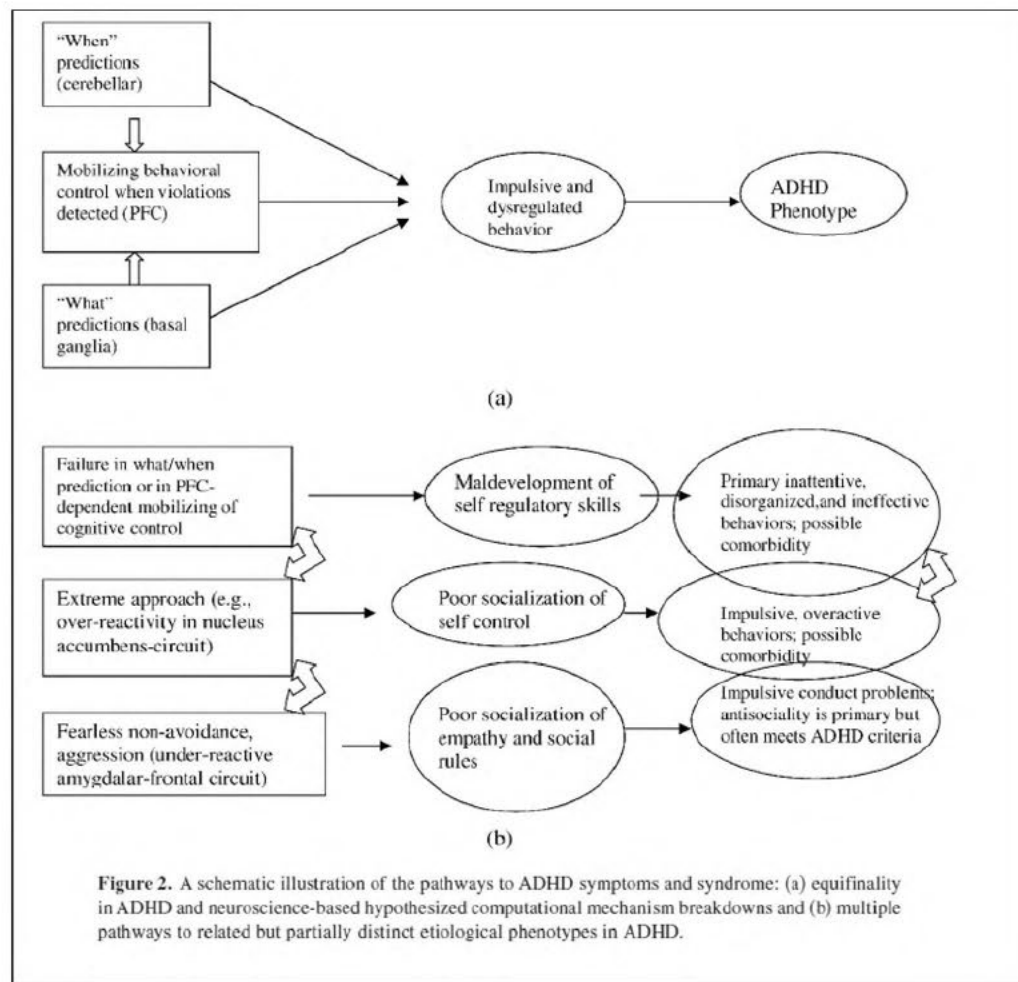 “When”
predictions
(cerebellar)
Mobilizing behavioral
control when violations
detected (PFC)
Impulsive and
dysregulated
behavior
ADHD
Phenotype
“What”
predictions (basal
ganglia)
(a)
Failure in what/when
prediction or in PFC-
dependent mobilizing of
cognitive control
Maldevelopment of
self regulatory skills
Primary inattentive,
disorganized,and ineffective
behaviors; possible
comorbidity
Extreme approach (e.g.,
over-reactivity in nucleus
accumbens-circuit)
Poor socialization of
self control
Impulsive, overactive
behaviors; possible
comorbidity
Fearless non-avoidance,
aggression (under-reactive
amygdalar-frontal circuit)
Poor socialization of
empathy and social
rules
Impulsive conduct problems;
antisociality is primary but
often meets ADHD criteria
(b)
Figure 2. A schematic illustration of the pathways to ADHD symptoms and syndrome: (a) equifinality
in ADHD and neuroscience-based hypothesized computational mechanism breakdowns and (b) multiple
pathways to related but partially distinct etiological phenotypes in ADHD.